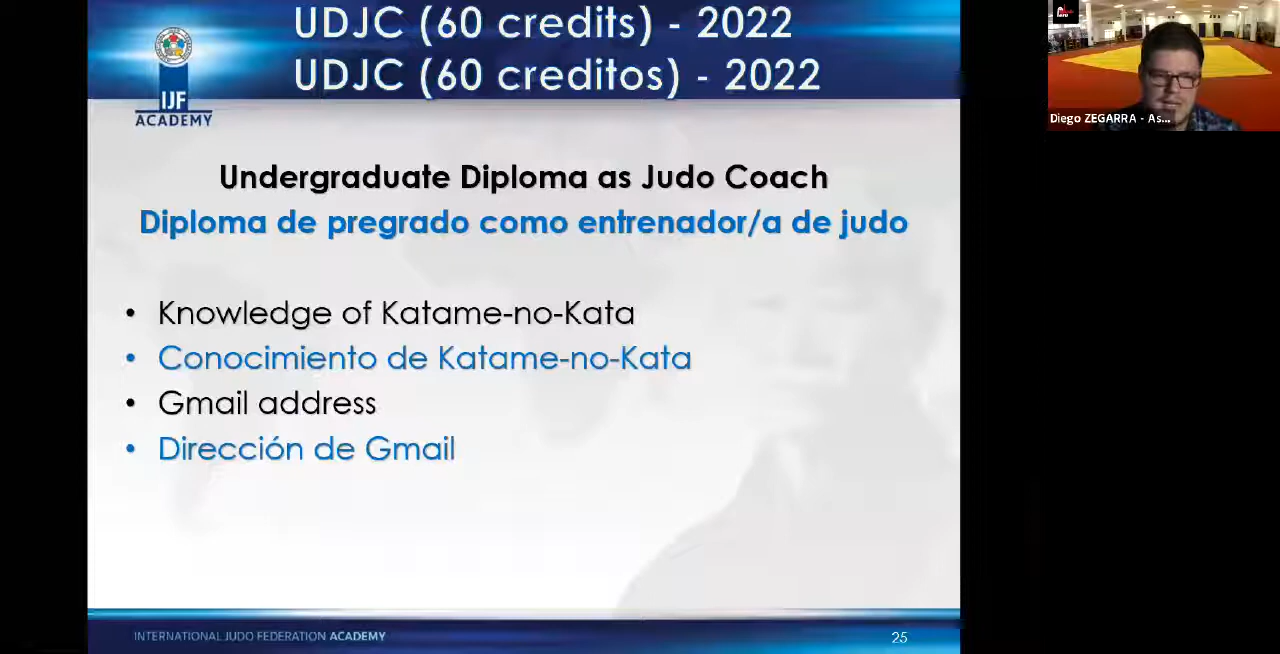 UDJC (60 credits) - 2022
UDJC (60 creditos) - 2022
IJF
ACADEMY
Undergraduate Diploma as Judo Coach
Diploma de pregrado como entrenador/a de judo
• Knowledge of Katame-no-Kata
• Conocimiento de Katame-no-Kata
• Gmail address
• Dirección de Gmail
INTERNATIONAL JUDO FEDERATION ACADEMY
25
Diego ZEGARRA - As...